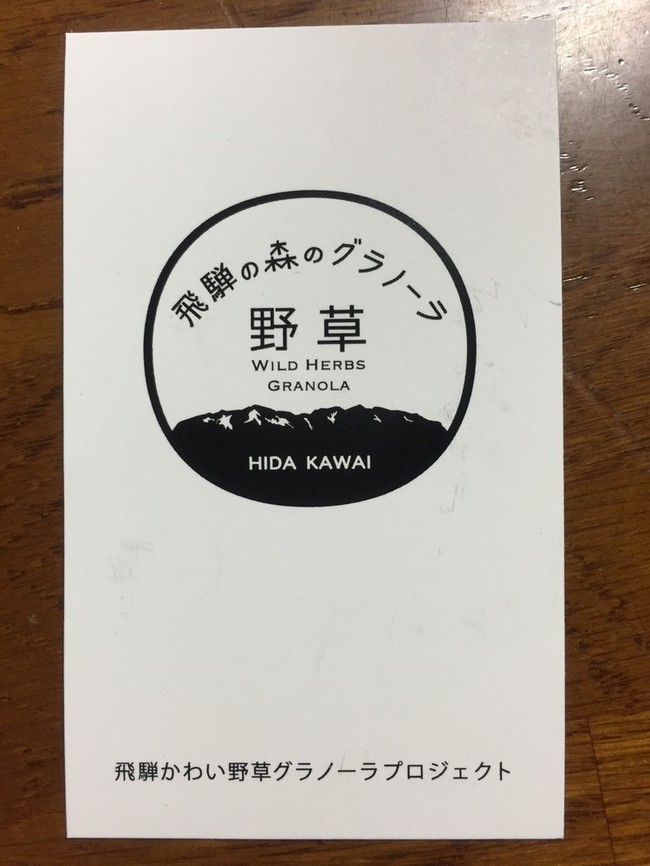 飛騨の森のグラノーラ
野草
WILD HERBS
GRANOLA
HIDA KAWAI
飛騨かわい野草グラノーラプロジェクト